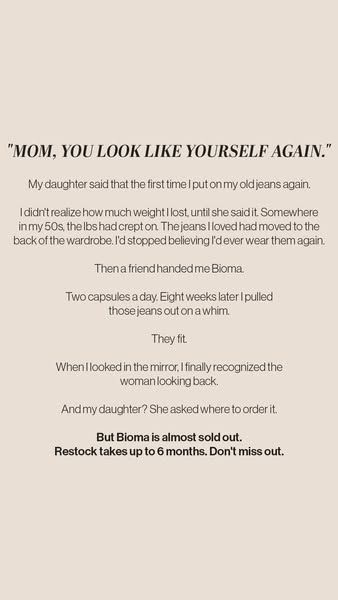 "MOM, YOU LOOK LIKE YOURSELF AGAIN."
My daughter said that the first time I put on my old jeans again.
I didn't realize how much weight I lost, until she said it. Somewhere
in my 50s, the lbs had crept on. The jeans I loved had moved to the
back of the wardrobe. I'd stopped believing I'd ever wear them again.
Then a friend handed me Bioma.
Two capsules a day. Eight weeks later I pulled
those jeans out on a whim.
They fit.
When I looked in the mirror, I finally recognized the
woman looking back.
And my daughter? She asked where to order it.
But Bioma is almost sold out.
Restock takes up to 6 months. Don't miss out.